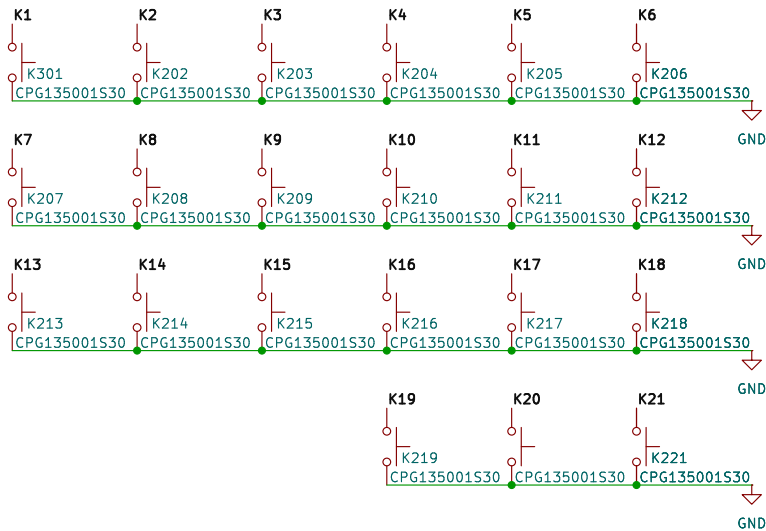 K1 K2 K3 K4 K5 K6
K301 K202 K203 K204 K205 K206
CPG135001S30 CPG135001S30 CPG135001S30 CPG135001S30 CPG135001S30 CPG135001S30
GND
K7 K8 K9 K10 K11 K12
K207 K208 K209 K210 K211 K212
CPG135001S30 CPG135001S30 CPG135001S30 CPG135001S30 CPG135001S30 CPG135001S30
GND
K13 K14 K15 K16 K17 K18
K213 K214 K215 K216 K217 K218
CPG135001S30 CPG135001S30 CPG135001S30 CPG135001S30 CPG135001S30 CPG135001S30
GND
K19 K20 K21
K219 K221
CPG135001S30 CPG135001S30 CPG135001S30
GND